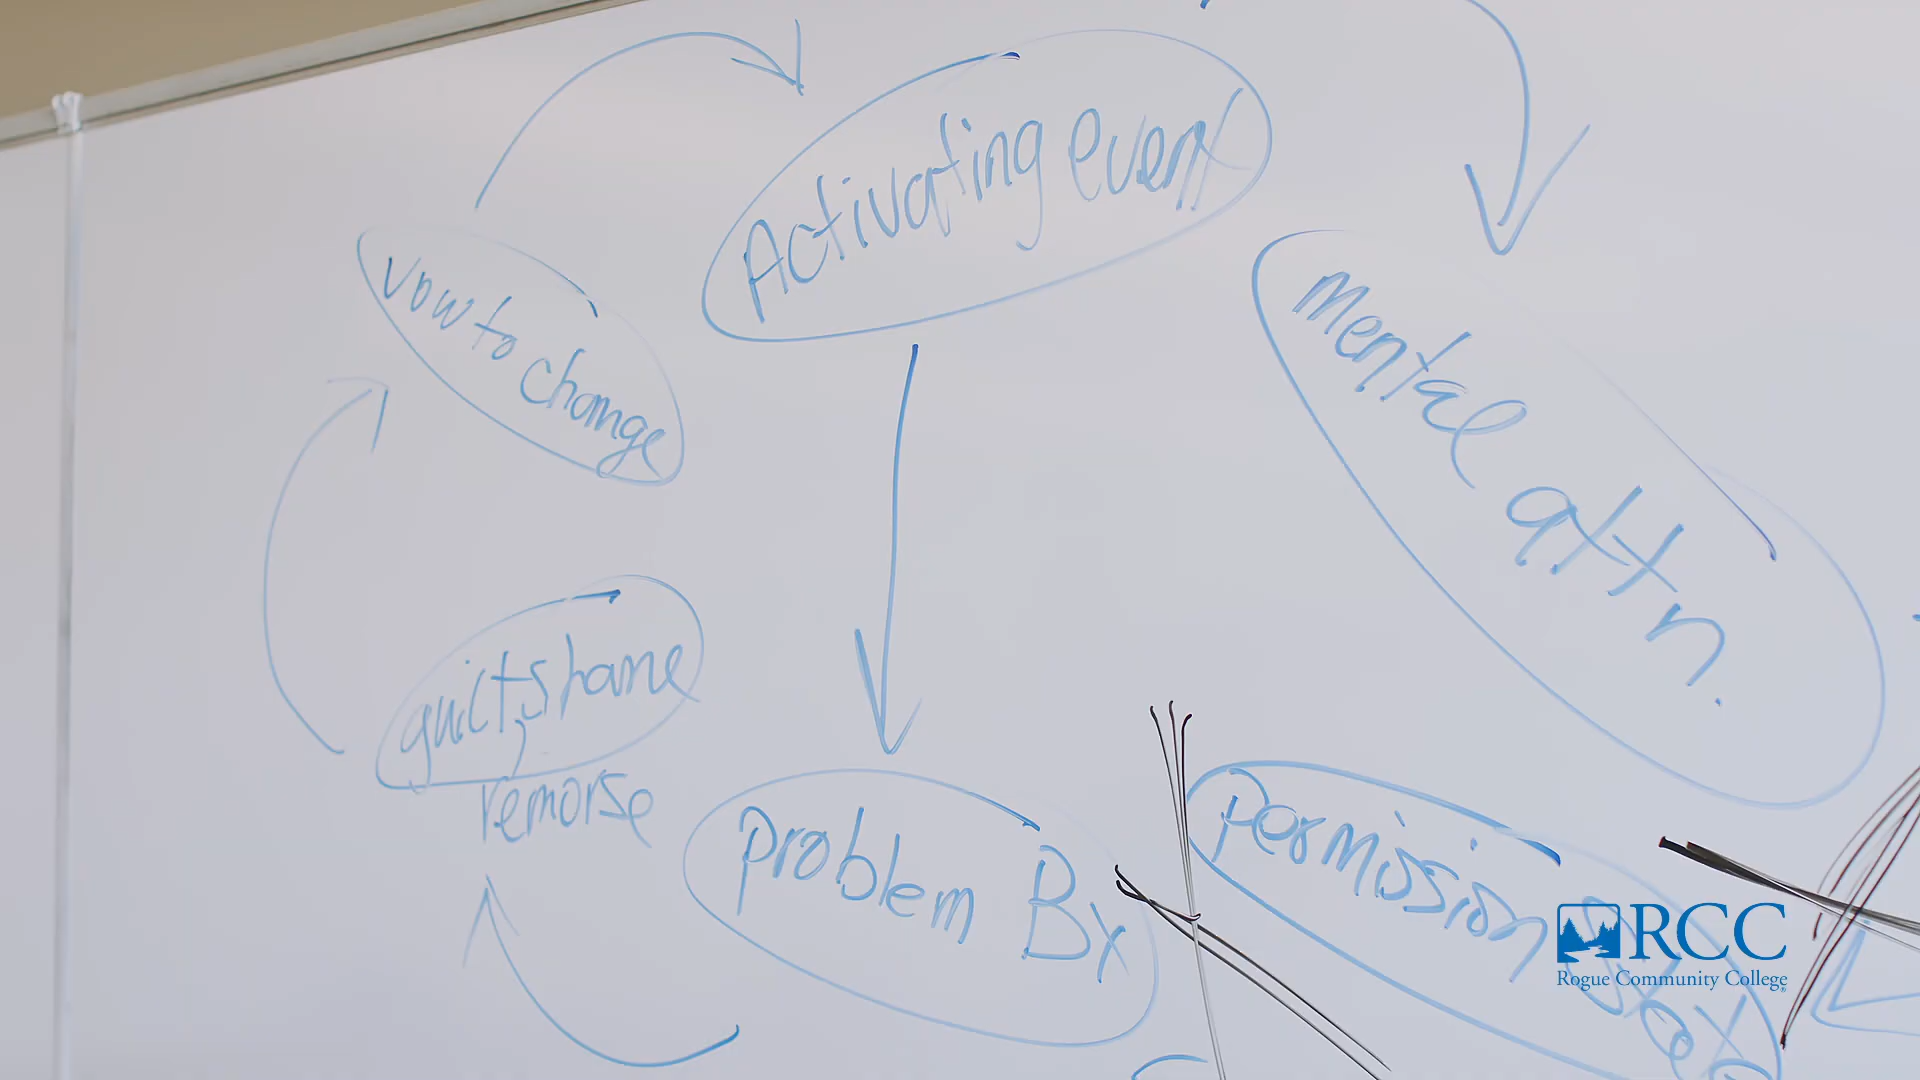 Activating event
vow to change
Mental attn.
guilt, shame
remorse
problem Bx
Permission
RCC
Rogue Community College